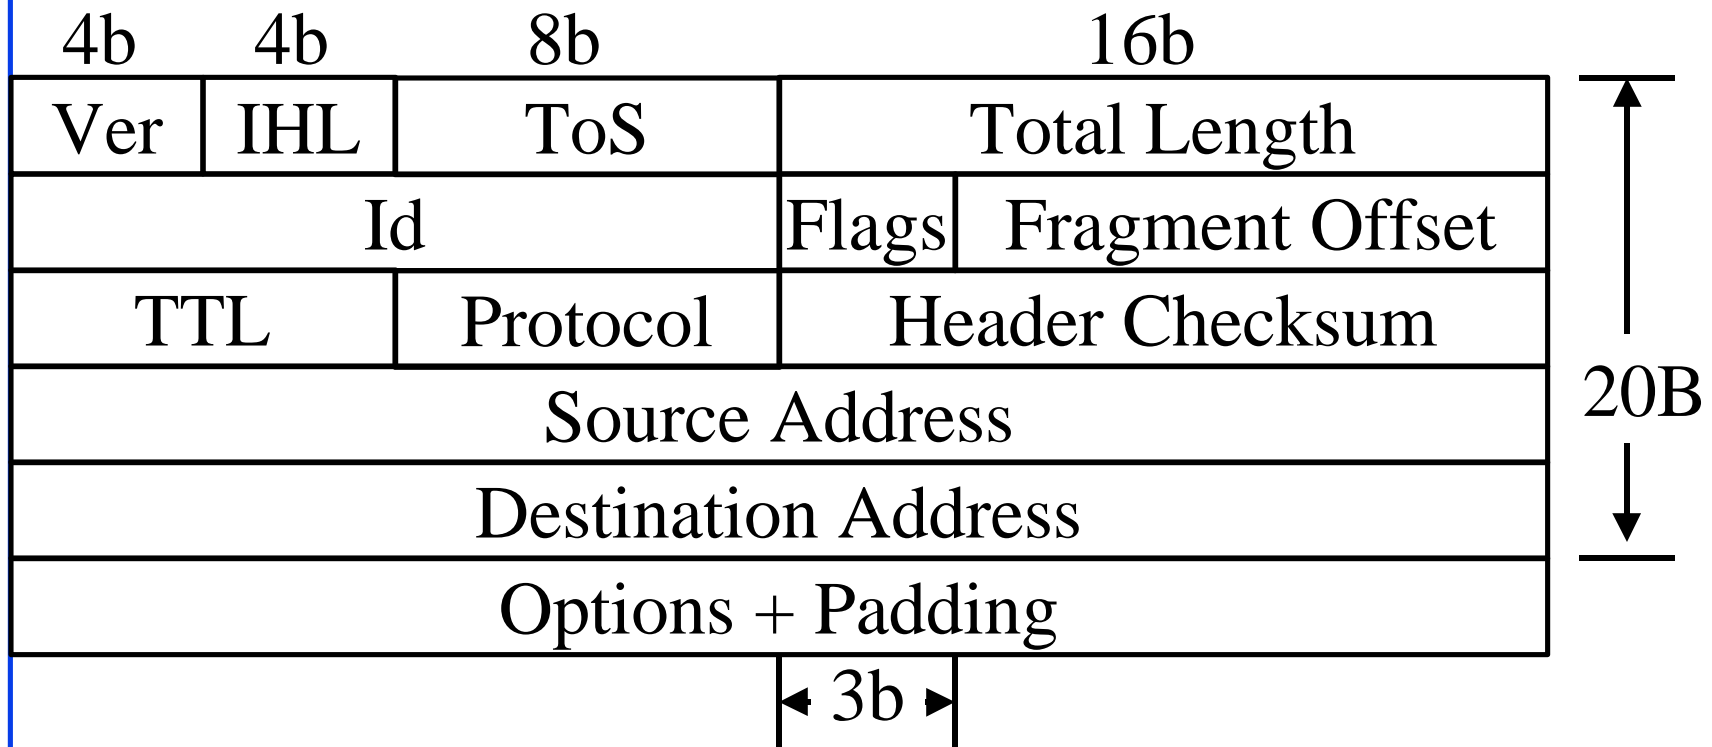 4b 4b 8b 16b
Ver IHL ToS Total Length
Id Flags Fragment Offset
TTL Protocol Header Checksum
20B
Source Address
Destination Address
Options + Padding
3b